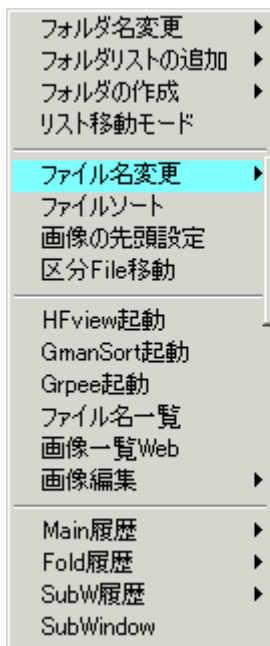 フォルダ名変更
フォルダリストの追加
フォルダの作成
リスト移動モード
ファイル名変更
ファイルソート
画像の先頭設定
区分File移動
HFview起動
GmanSort起動
Grpee起動
ファイル名一覧
画像一覧Web
画像編集
Main履歴
Fold履歴
SubW履歴
SubWindow